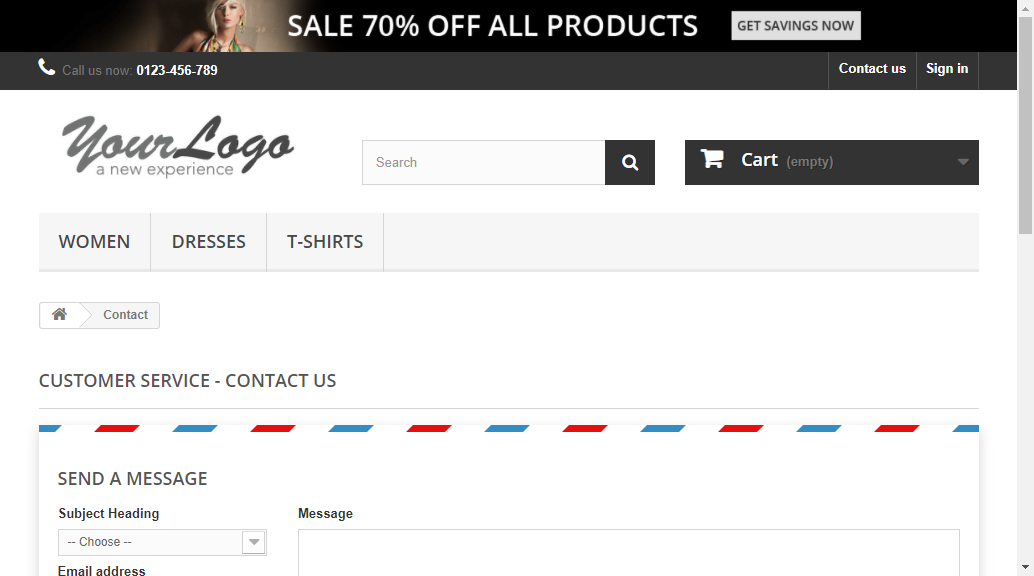 SALE 70% OFF ALL PRODUCTS GET SAVINGS NOW
Call us now: 0123-456-789 Contact us Sign in
YourLogo
a new experience
Search Cart (empty)
WOMEN DRESSES T-SHIRTS
Contact
CUSTOMER SERVICE - CONTACT US
SEND A MESSAGE
Subject Heading Message
-- Choose --
Email address